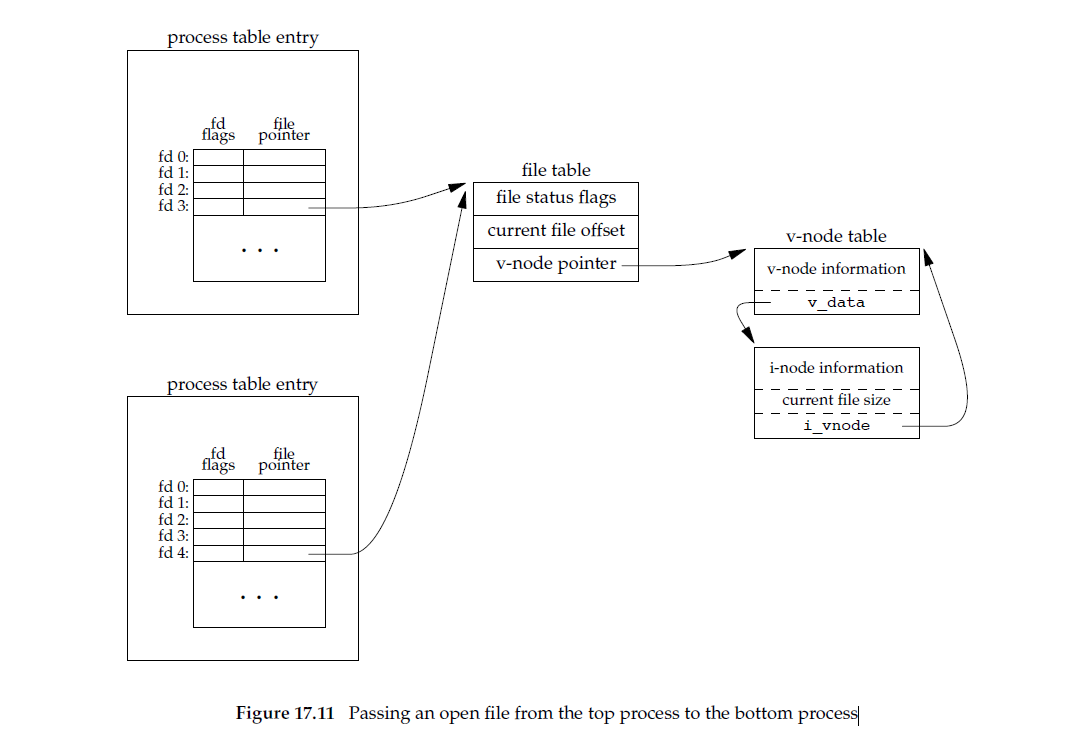 process table entry
fd flags
file pointer
fd 0:
fd 1:
fd 2:
fd 3:
. . .
file table
file status flags
current file offset
v-node pointer
v-node table
v-node information
v_data
i-node information
current file size
i_vnode
process table entry
fd flags
file pointer
fd 0:
fd 1:
fd 2:
fd 3:
fd 4:
. . .
Figure 17.11 Passing an open file from the top process to the bottom process